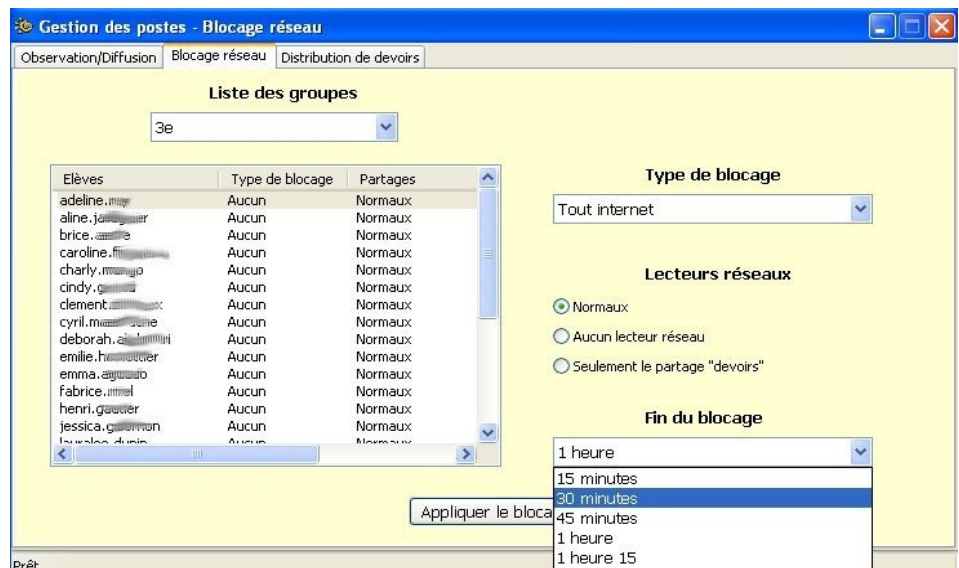 Gestion des postes - Blocage réseau
Observation/Diffusion Blocage réseau Distribution de devoirs
Liste des groupes
3e
Elèves Type de blocage Partages
adeline. Aucun Normaux
aline. Aucun Normaux
brice. Aucun Normaux
caroline. Aucun Normaux
charly. Aucun Normaux
cindy. Aucun Normaux
clement. Aucun Normaux
cyril. Aucun Normaux
deborah. Aucun Normaux
emilie. Aucun Normaux
emma. Aucun Normaux
fabrice. Aucun Normaux
henri. Aucun Normaux
jessica. Aucun Normaux
Aucun Normaux
Type de blocage
Tout internet
Lecteurs réseaux
Normaux
Aucun lecteur réseau
Seulement le partage "devoirs"
Fin du blocage
1 heure
15 minutes
30 minutes
45 minutes
1 heure
1 heure 15
Appliquer le bloca
Prêt